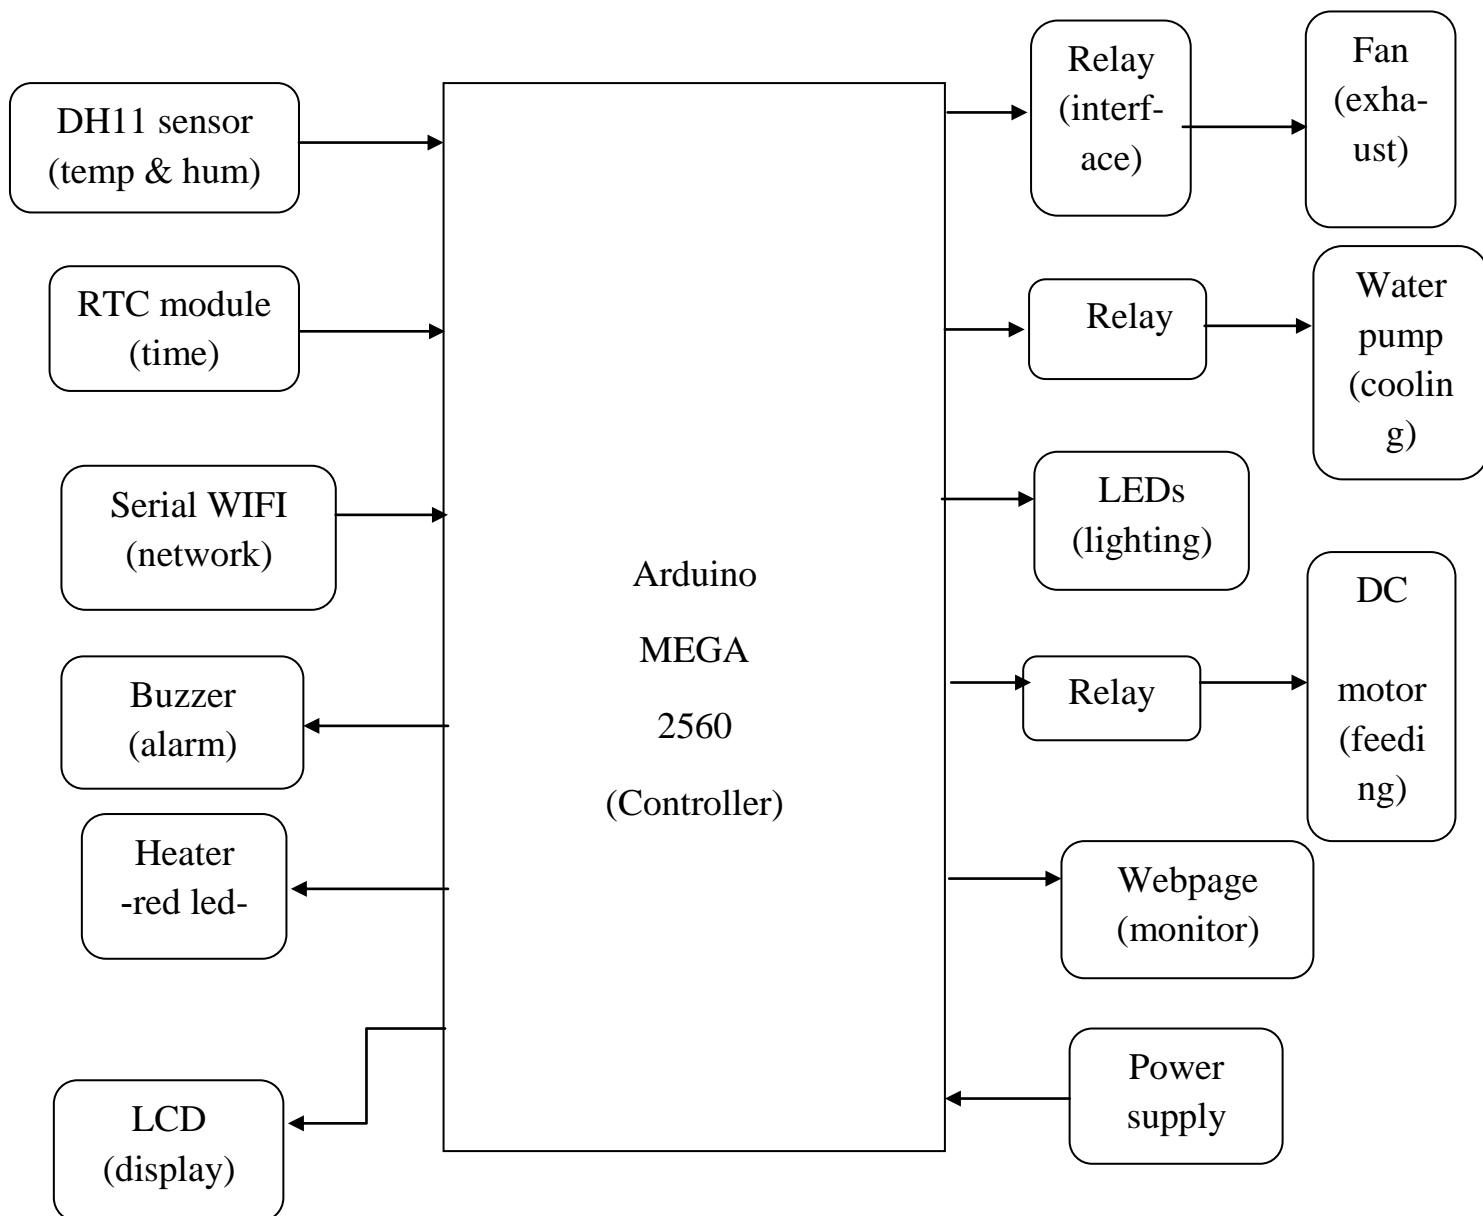 DH11 sensor
(temp & hum)
RTC module
(time)
Serial WIFI
(network)
Buzzer
(alarm)
Heater
-red led-
LCD
(display)
Arduino
MEGA
2560
(Controller)
Relay
(interf-
ace)
Fan
(exha-
ust)
Relay
Water
pump
(coolin
g)
LEDs
(lighting)
Relay
DC
motor
(feedi
ng)
Webpage
(monitor)
Power
supply